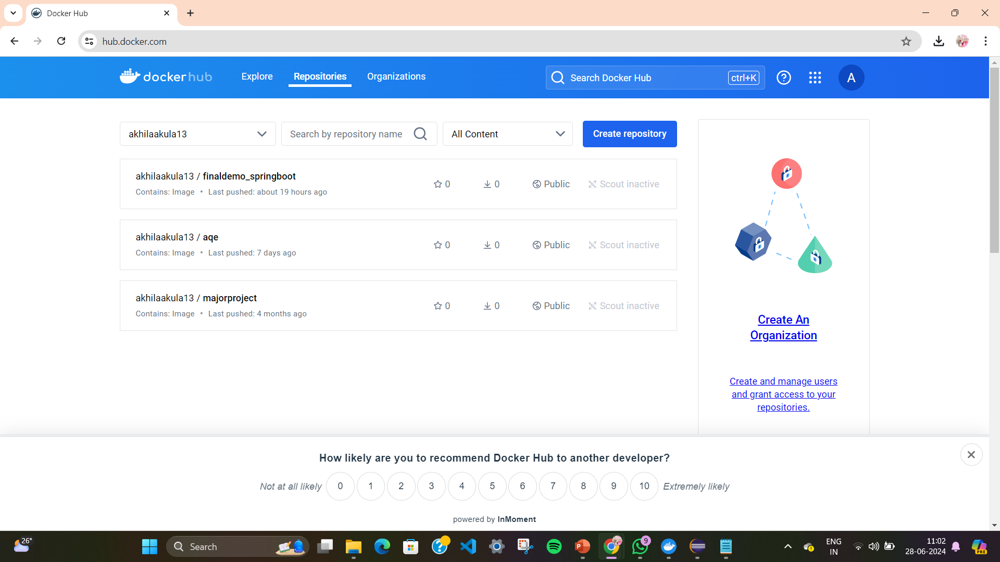 Docker Hub
hub.docker.com
dockerhub
Explore
Repositories
Organizations
Search Docker Hub
ctrl+K
A
akhilaakula13
Search by repository name
All Content
Create repository
akhilaakula13 / finaldemo_springboot
Contains: Image • Last pushed: about 19 hours ago
0
0
Public
Scout inactive
akhilaakula13 / aqe
Contains: Image • Last pushed: 7 days ago
0
0
Public
Scout inactive
akhilaakula13 / majorproject
Contains: Image • Last pushed: 4 months ago
0
0
Public
Scout inactive
Create An
Organization
Create and manage users
and grant access to your
repositories.
How likely are you to recommend Docker Hub to another developer?
Not at all likely 0 1 2 3 4 5 6 7 8 9 10 Extremely likely
powered by InMoment
26°
Search
9
ENG
IN
11:02
28-06-2024
PRE